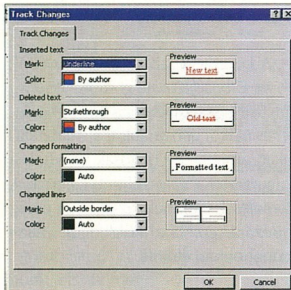 Track Changes
Track Changes
Inserted text
Mark: Underline Preview
Color: By author New text
Deleted text
Mark: Strikethrough Preview
Color: By author Old text
Changed formatting
Mark: (none) Preview
Color: Auto Formatted text
Changed lines
Mark: Outside border Preview
Color: Auto
OK Cancel